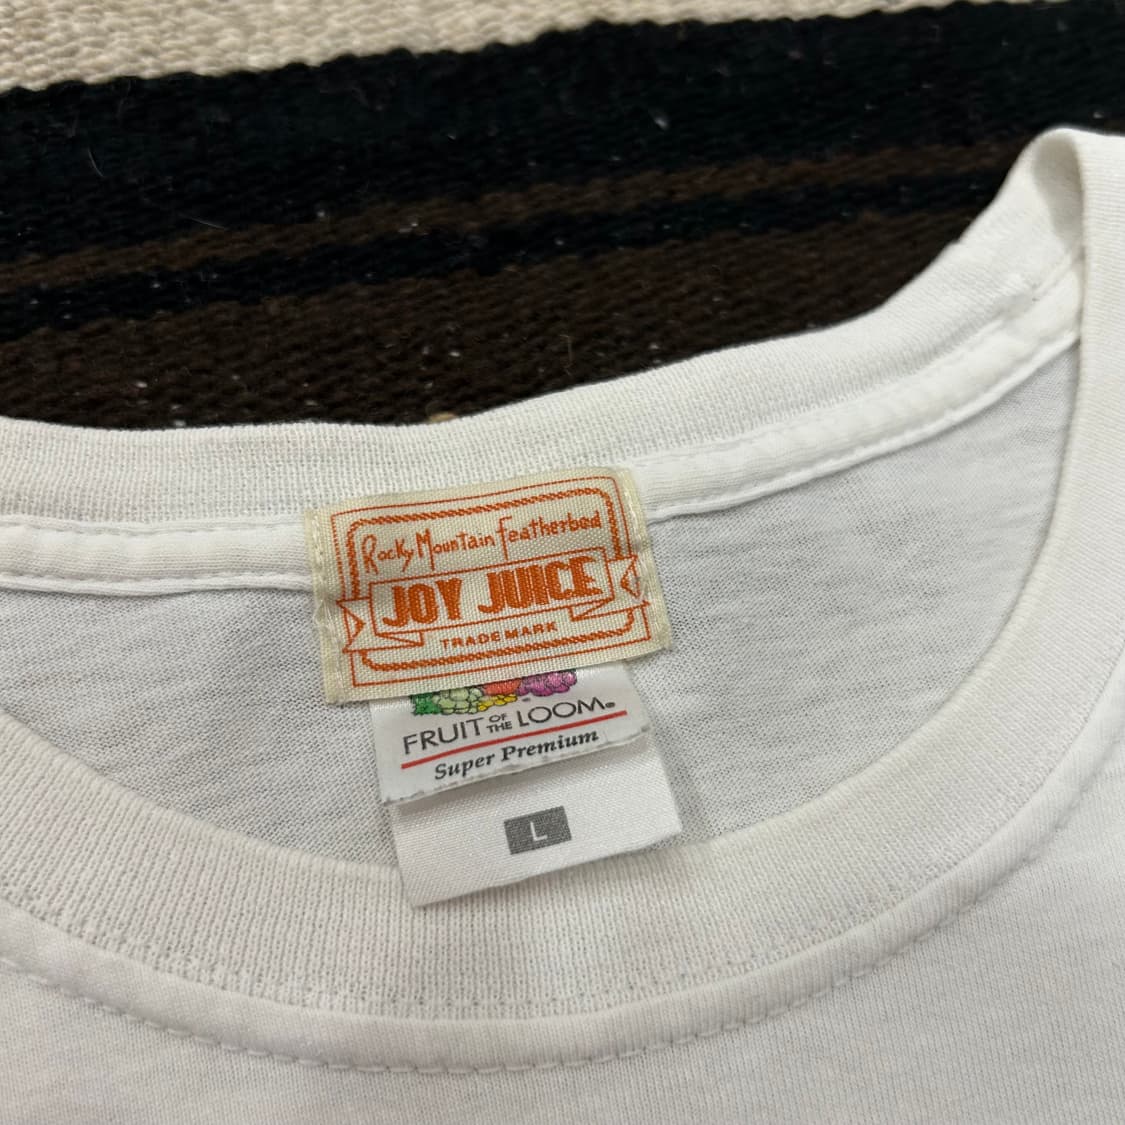 Rocky Mountain Featherbed
JOY JUICE
TRADE MARK
FRUIT OF THE LOOM®
Super Premium
L